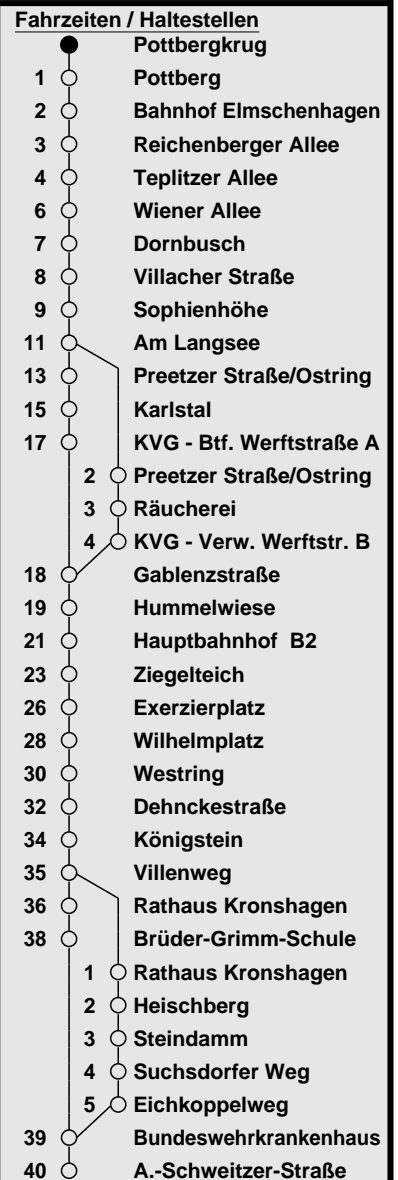 Fahrzeiten / Haltestellen
Pottbergkrug
1 Pottberg
2 Bahnhof Elmschenhagen
3 Reichenberger Allee
4 Teplitzer Allee
6 Wiener Allee
7 Dornbusch
8 Villacher Straße
9 Sophienhöhe
11 Am Langsee
13 Preetzer Straße/Ostring
15 Karlstal
17 KVG - Btf. Werftstraße A
2 Preetzer Straße/Ostring
3 Räucherei
4 KVG - Verw. Werftstr. B
18 Gablenzstraße
19 Hummelwiese
21 Hauptbahnhof B2
23 Ziegelteich
26 Exerzierplatz
28 Wilhelmplatz
30 Westring
32 Dehnckestraße
34 Königstein
35 Villenweg
36 Rathaus Kronshagen
38 Brüder-Grimm-Schule
1 Rathaus Kronshagen
2 Heischberg
3 Steindamm
4 Suchsdorfer Weg
5 Eichkoppelweg
39 Bundeswehrkrankenhaus
40 A.-Schweitzer-Straße